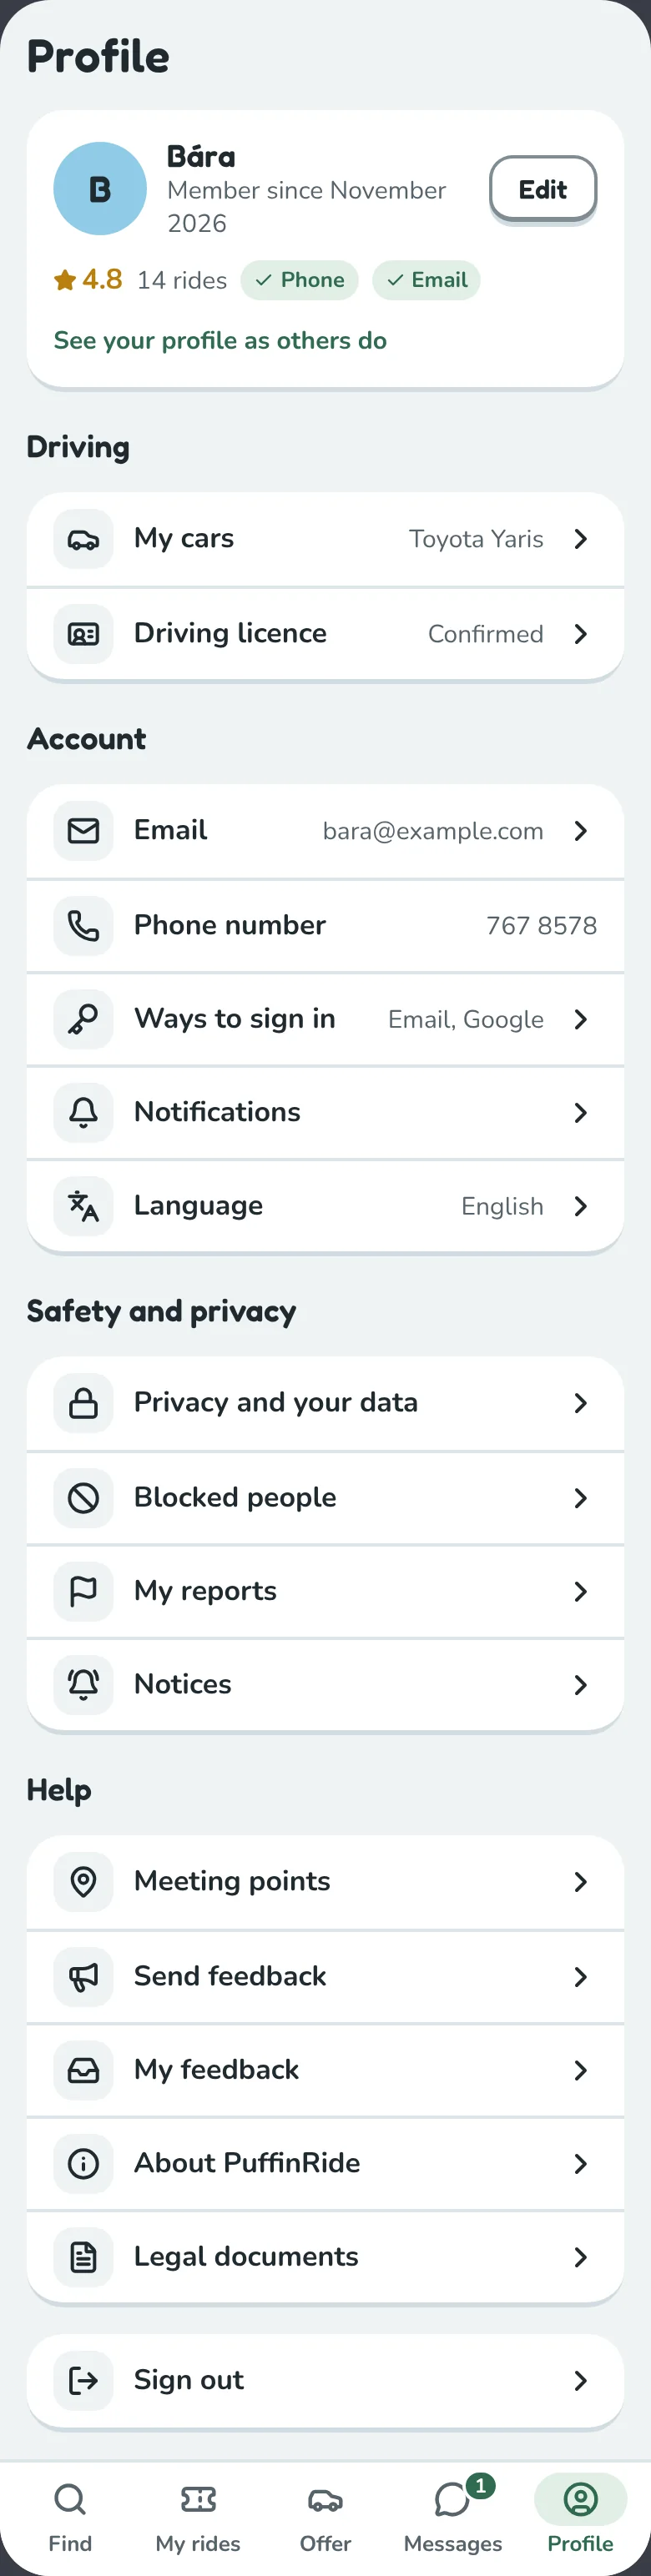 Profile
B
Bára
Member since November
2026
Edit
4.8 14 rides Phone Email
See your profile as others do
Driving
My cars Toyota Yaris
Driving licence Confirmed
Account
Email bara@example.com
Phone number 767 8578
Ways to sign in Email, Google
Notifications
Language English
Safety and privacy
Privacy and your data
Blocked people
My reports
Notices
Help
Meeting points
Send feedback
My feedback
About PuffinRide
Legal documents
Sign out
1
Find My rides Offer Messages Profile